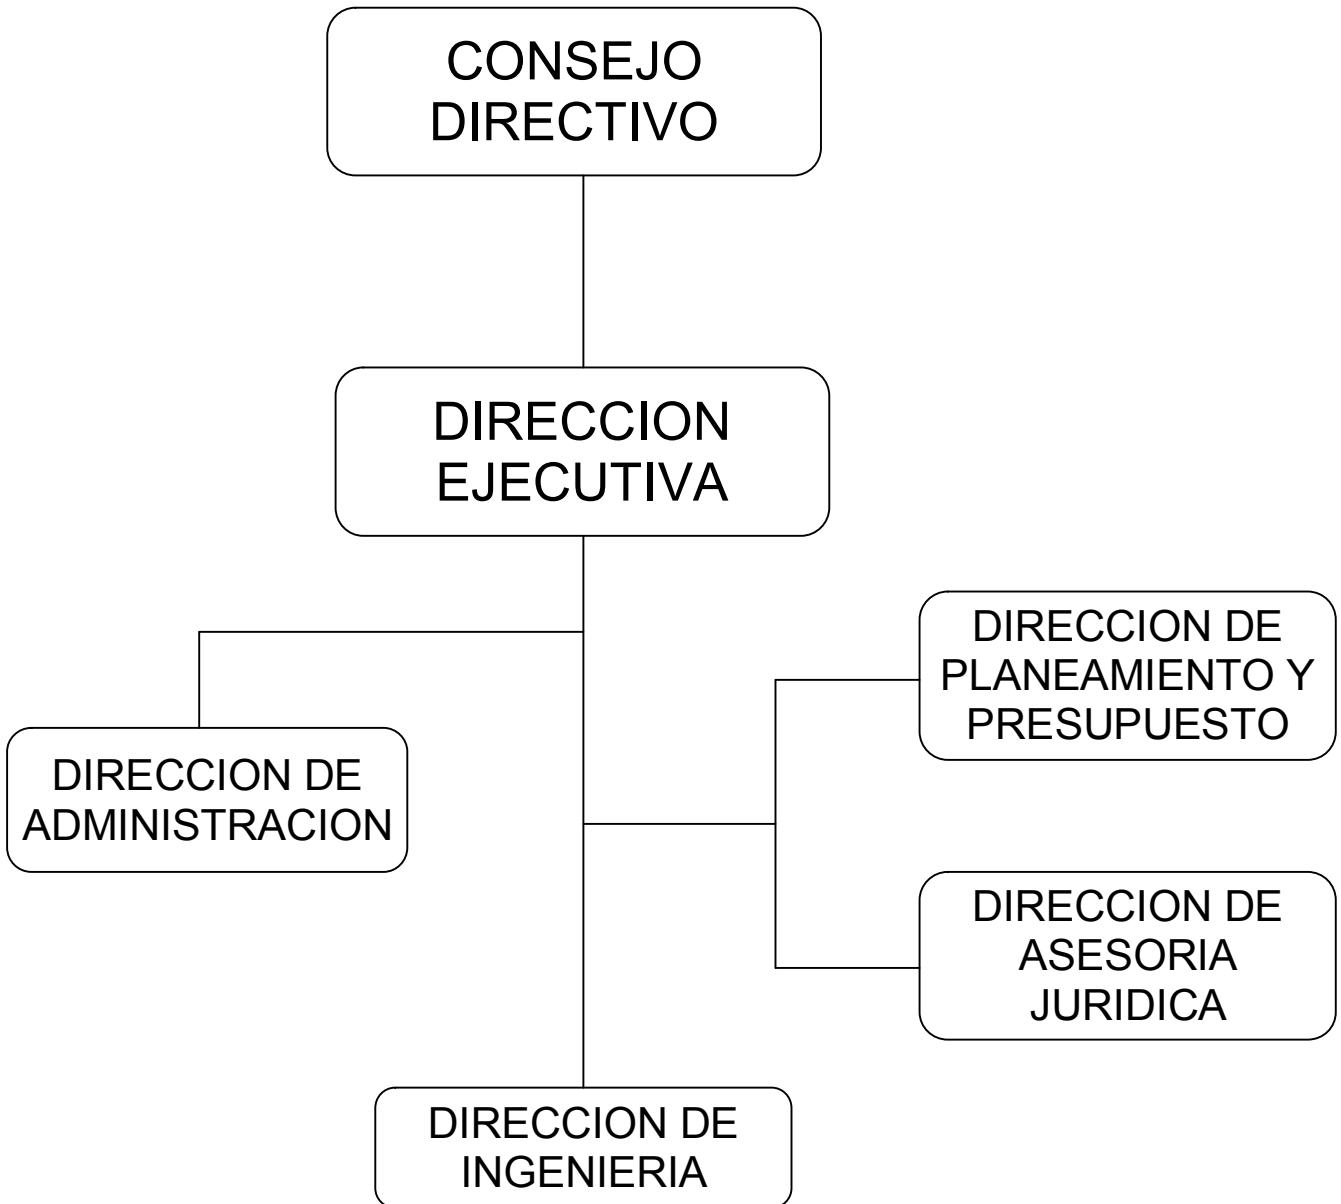 CONSEJO
DIRECTIVO
DIRECCION
EJECUTIVA
DIRECCION DE
PLANEAMIENTO Y
PRESUPUESTO
DIRECCION DE
ADMINISTRACION
DIRECCION DE
ASESORIA
JURIDICA
DIRECCION DE
INGENIERIA